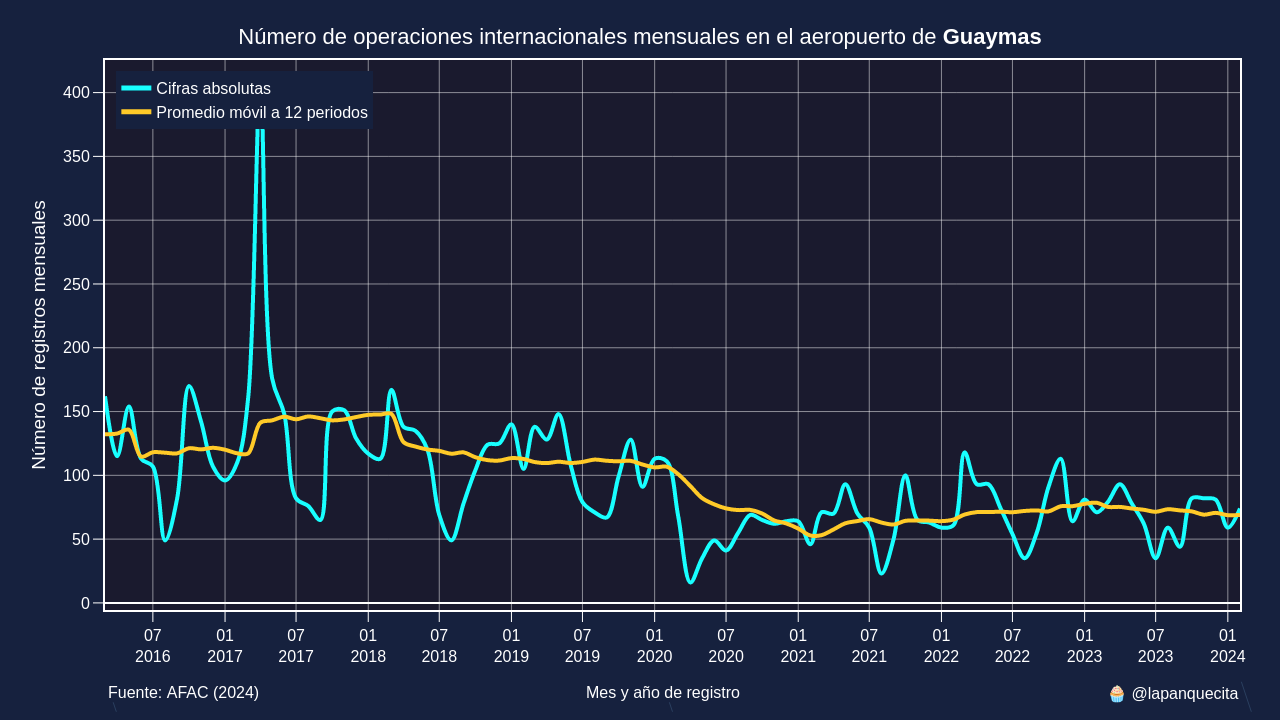 Número de operaciones internacionales mensuales en el aeropuerto de Guaymas
Cifras absolutas
Promedio móvil a 12 periodos
Número de registros mensuales
400
350
300
250
200
150
100
50
0
07 01 07 01 07 01 07 01 07 01 07 01 07 01 07 01
2016 2017 2017 2018 2018 2019 2019 2020 2020 2021 2021 2022 2022 2023 2023 2024
Fuente: AFAC (2024) Mes y año de registro 🧁 @lapanquecita